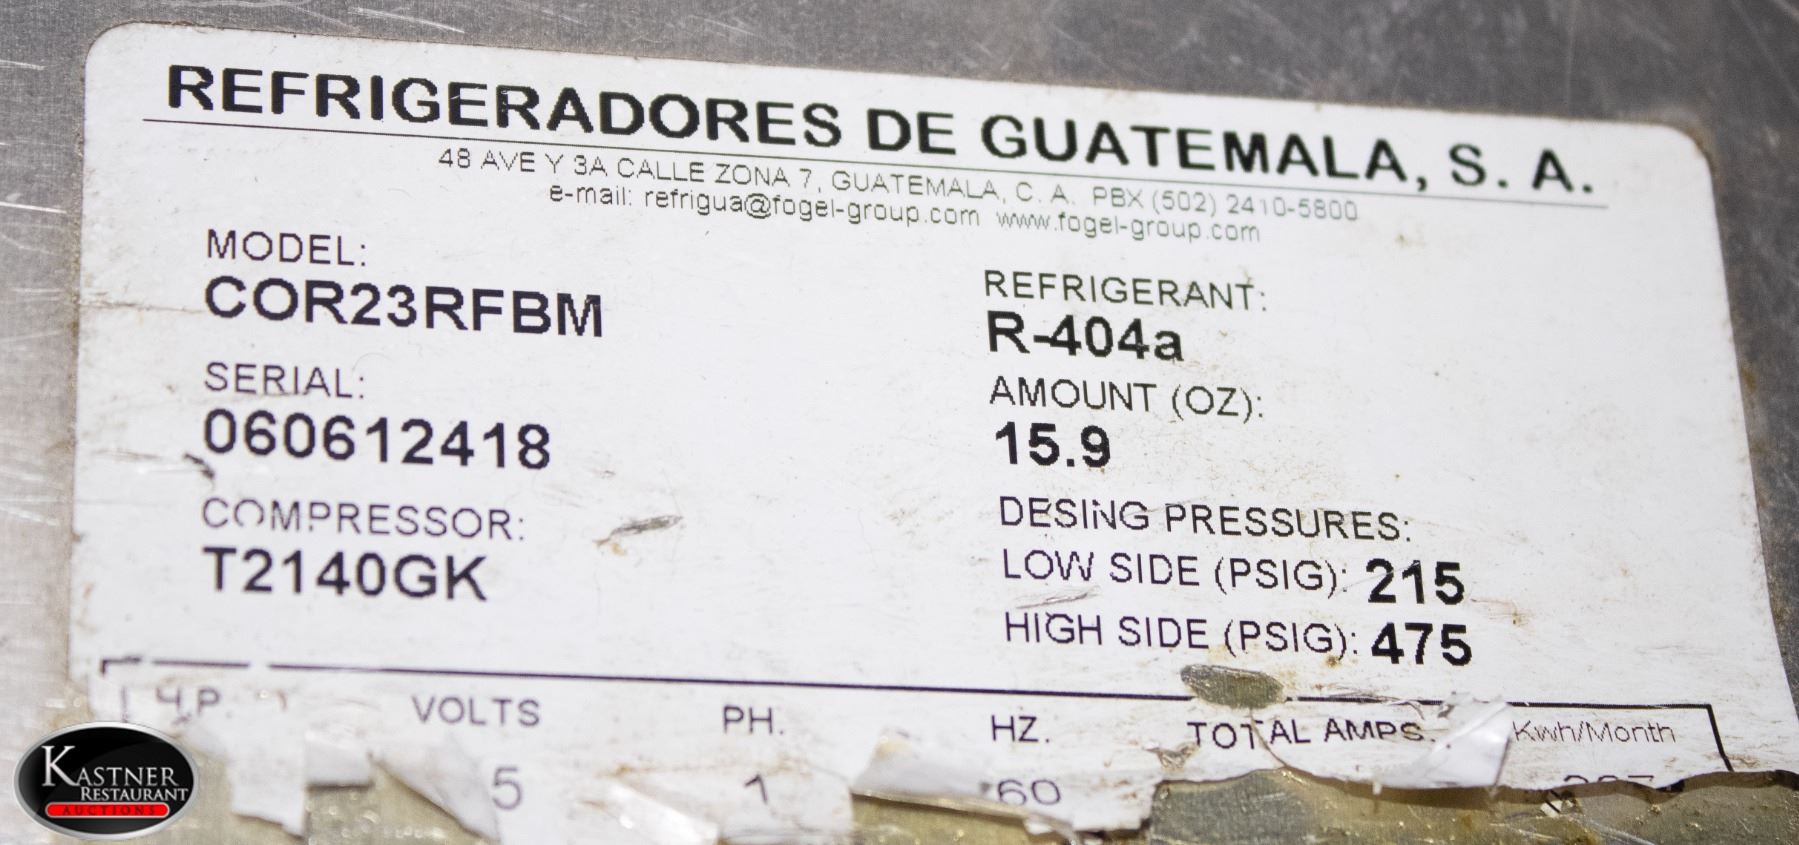 REFRIGERADORES DE GUATEMALA, S. A.
48 AVE Y 3A CALLE ZONA 7, GUATEMALA, C. A. PBX (502) 2410-5800
e-mail: refrigua@fogel-group.com www.fogel-group.com
MODEL:
COR23RFBM
SERIAL:
060612418
COMPRESSOR:
T2140GK
REFRIGERANT:
R-404a
AMOUNT (OZ):
15.9
DESING PRESSURES:
LOW SIDE (PSIG): 215
HIGH SIDE (PSIG): 475
VOLTS PH. HZ. TOTAL AMPS. Kwh/Month
5 1 60
KASTNER
RESTAURANT
AUCTIONS